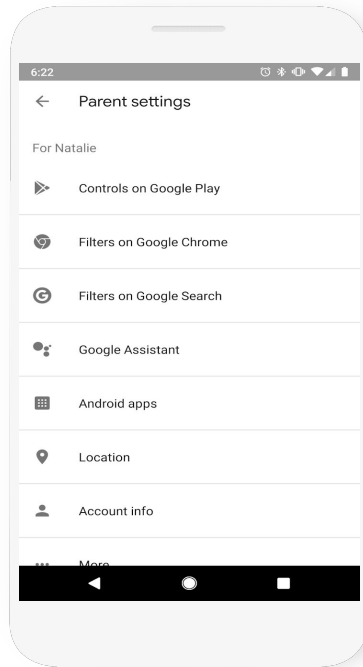 6:22
Parent settings
For Natalie
Controls on Google Play
Filters on Google Chrome
Filters on Google Search
Google Assistant
Android apps
Location
Account info
More